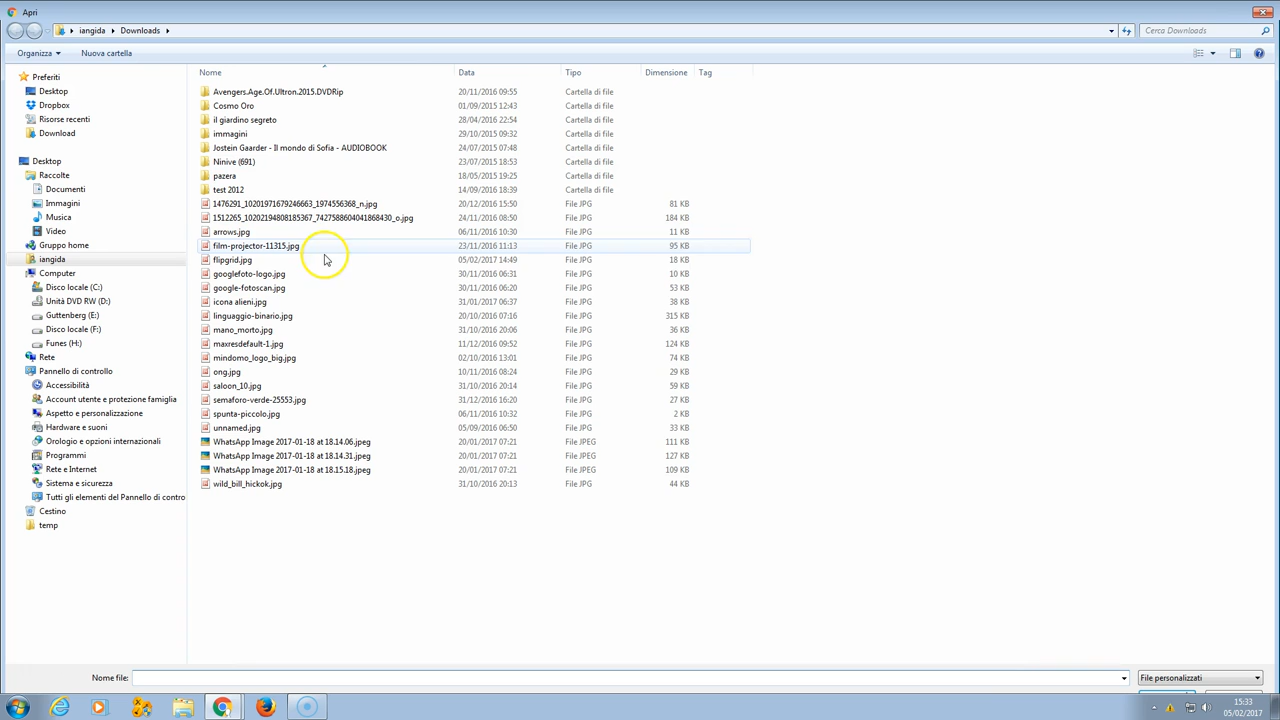 Apri
iangida Downloads Cerca Downloads
Organizza Nuova cartella
Nome Data Tipo Dimensione Tag
Preferiti
Desktop
Dropbox
Risorse recenti
Download
Desktop
Raccolte
Documenti
Immagini
Musica
Video
Gruppo home
iangida
Computer
Disco locale (C:)
Unità DVD RW (D:)
Guttenberg (E:)
Disco locale (F:)
Funes (H:)
Rete
Pannello di controllo
Accessibilità
Account utente e protezione famiglia
Aspetto e personalizzazione
Hardware e suoni
Orologio e opzioni internazionali
Programmi
Rete e Internet
Sistema e sicurezza
Tutti gli elementi del Pannello di contro
Cestino
temp
Avengers.Age.Of.Ultron.2015.DVDRip 20/11/2016 09:55 Cartella di file
Cosmo Oro 01/09/2015 12:43 Cartella di file
il giardino segreto 28/04/2016 22:54 Cartella di file
immagini 29/10/2015 09:32 Cartella di file
Jostein Gaarder - Il mondo di Sofia - AUDIOBOOK 24/07/2015 07:48 Cartella di file
Ninive (691) 23/07/2015 18:53 Cartella di file
pazera 18/05/2015 19:25 Cartella di file
test 2012 14/09/2016 18:39 Cartella di file
1476291_10201971679246663_1974556368_n.jpg 20/12/2016 15:50 File JPG 81 KB
1512265_10202194808185367_7427588604041868430_o.jpg 24/11/2016 08:50 File JPG 184 KB
arrows.jpg 06/11/2016 10:30 File JPG 11 KB
film-projector-11315.jpg 23/11/2016 11:13 File JPG 95 KB
flipgrid.jpg 05/02/2017 14:49 File JPG 18 KB
googlefoto-logo.jpg 30/11/2016 06:31 File JPG 10 KB
google-fotoscan.jpg 30/11/2016 06:20 File JPG 53 KB
icona alieni.jpg 31/01/2017 06:37 File JPG 38 KB
linguaggio-binario.jpg 20/10/2016 07:16 File JPG 315 KB
mano_morto.jpg 31/10/2016 20:06 File JPG 36 KB
maxresdefault-1.jpg 11/12/2016 09:52 File JPG 124 KB
mindomo_logo_big.jpg 02/10/2016 13:01 File JPG 74 KB
ong.jpg 10/11/2016 08:24 File JPG 29 KB
saloon_10.jpg 31/10/2016 20:14 File JPG 59 KB
semaforo-verde-25553.jpg 31/12/2016 16:20 File JPG 60 KB
spunta-piccolo.jpg 06/11/2016 10:32 File JPG 2 KB
unnamed.jpg 05/09/2016 06:50 File JPG 33 KB
WhatsApp Image 2017-01-18 at 18.14.06.jpeg 20/01/2017 07:21 File JPEG 111 KB
WhatsApp Image 2017-01-18 at 18.14.31.jpeg 20/01/2017 07:21 File JPEG 127 KB
WhatsApp Image 2017-01-18 at 18.15.18.jpeg 20/01/2017 07:21 File JPEG 109 KB
wild_bill_hickok.jpg 31/10/2016 20:13 File JPG 44 KB
Nome file: File personalizzati
15:33
05/02/2017